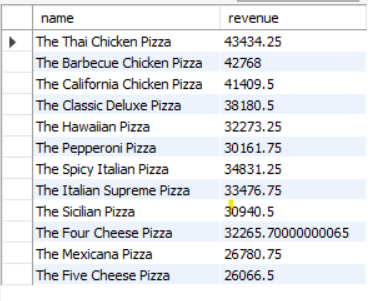 name revenue
The Thai Chicken Pizza 43434.25
The Barbecue Chicken Pizza 42768
The California Chicken Pizza 41409.5
The Classic Deluxe Pizza 38180.5
The Hawaiian Pizza 32273.25
The Pepperoni Pizza 30161.75
The Spicy Italian Pizza 34831.25
The Italian Supreme Pizza 33476.75
The Sicilian Pizza 30940.5
The Four Cheese Pizza 32265.70000000065
The Mexicana Pizza 26780.75
The Five Cheese Pizza 26066.5